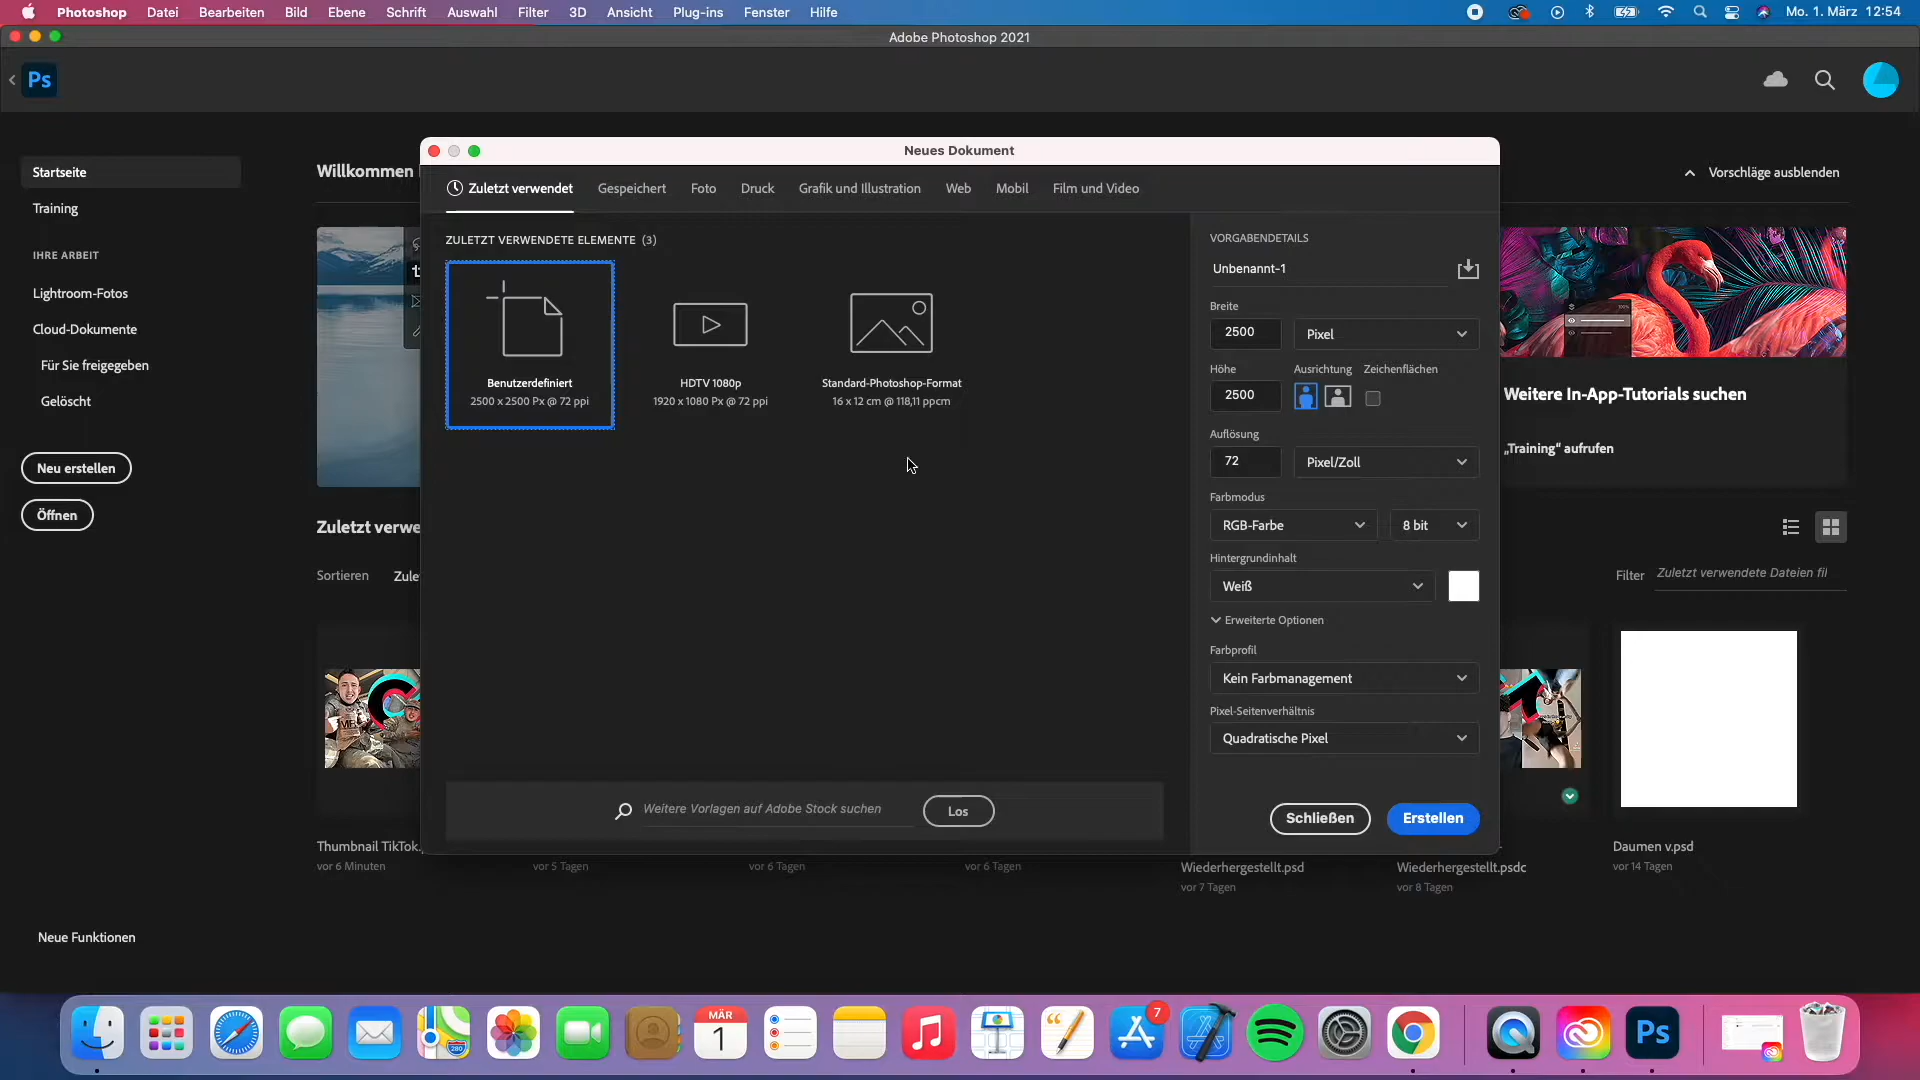 Photoshop Datei Bearbeiten Bild Ebene Schrift Auswahl Filter 3D Ansicht Plug-ins Fenster Hilfe Mo. 1. März 12:54
Adobe Photoshop 2021
Ps
Startseite
Training
IHRE ARBEIT
Lightroom-Fotos
Cloud-Dokumente
Für Sie freigegeben
Gelöscht
Neu erstellen
Öffnen
Neue Funktionen
Willkommen
Vorschläge ausblenden
Weitere In-App-Tutorials suchen
„Training“ aufrufen
Zuletzt verwe
Sortieren Zule
Filter Zuletzt verwendete Dateien fil
Neues Dokument
Zuletzt verwendet Gespeichert Foto Druck Grafik und Illustration Web Mobil Film und Video
ZULETZT VERWENDETE ELEMENTE (3)
Benutzerdefiniert
2500 x 2500 Px @ 72 ppi
HDTV 1080p
1920 x 1080 Px @ 72 ppi
Standard-Photoshop-Format
16 x 12 cm @ 118,11 ppcm
Weitere Vorlagen auf Adobe Stock suchen Los
VORGABENDETAILS
Unbenannt-1
Breite
2500 Pixel
Höhe Ausrichtung Zeichenflächen
2500
Auflösung
72 Pixel/Zoll
Farbmodus
RGB-Farbe 8 bit
Hintergrundinhalt
Weiß
Erweiterte Optionen
Farbprofil
Kein Farbmanagement
Pixel-Seitenverhältnis
Quadratische Pixel
Schließen Erstellen
Thumbnail TikTok.
vor 6 Minuten
vor 5 Tagen
vor 6 Tagen
vor 6 Tagen
Wiederhergestellt.psd
vor 7 Tagen
Wiederhergestellt.psdc
vor 8 Tagen
Daumen v.psd
vor 14 Tagen
MÄR
1
280
7
Ps